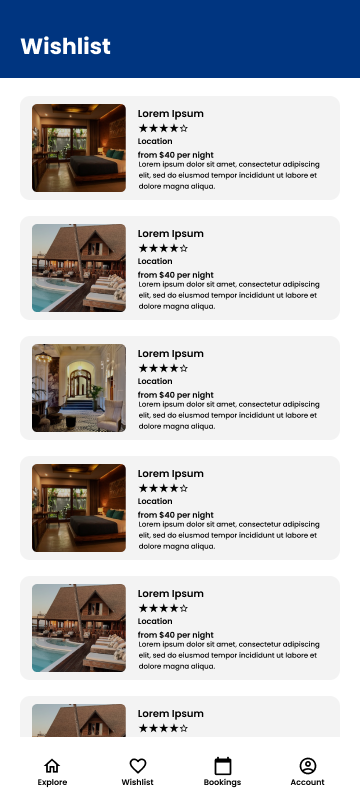 Wishlist
Lorem Ipsum
★★★★☆
Location
from $40 per night
Lorem ipsum dolor sit amet, consectetur adipiscing
elit, sed do eiusmod tempor incididunt ut labore et
dolore magna aliqua.
Lorem Ipsum
★★★★☆
Location
from $40 per night
Lorem ipsum dolor sit amet, consectetur adipiscing
elit, sed do eiusmod tempor incididunt ut labore et
dolore magna aliqua.
Lorem Ipsum
★★★★☆
Location
from $40 per night
Lorem ipsum dolor sit amet, consectetur adipiscing
elit, sed do eiusmod tempor incididunt ut labore et
dolore magna aliqua.
Lorem Ipsum
★★★★☆
Location
from $40 per night
Lorem ipsum dolor sit amet, consectetur adipiscing
elit, sed do eiusmod tempor incididunt ut labore et
dolore magna aliqua.
Lorem Ipsum
★★★★☆
Location
from $40 per night
Lorem ipsum dolor sit amet, consectetur adipiscing
elit, sed do eiusmod tempor incididunt ut labore et
dolore magna aliqua.
Lorem Ipsum
★★★★☆
Explore Wishlist Bookings Account